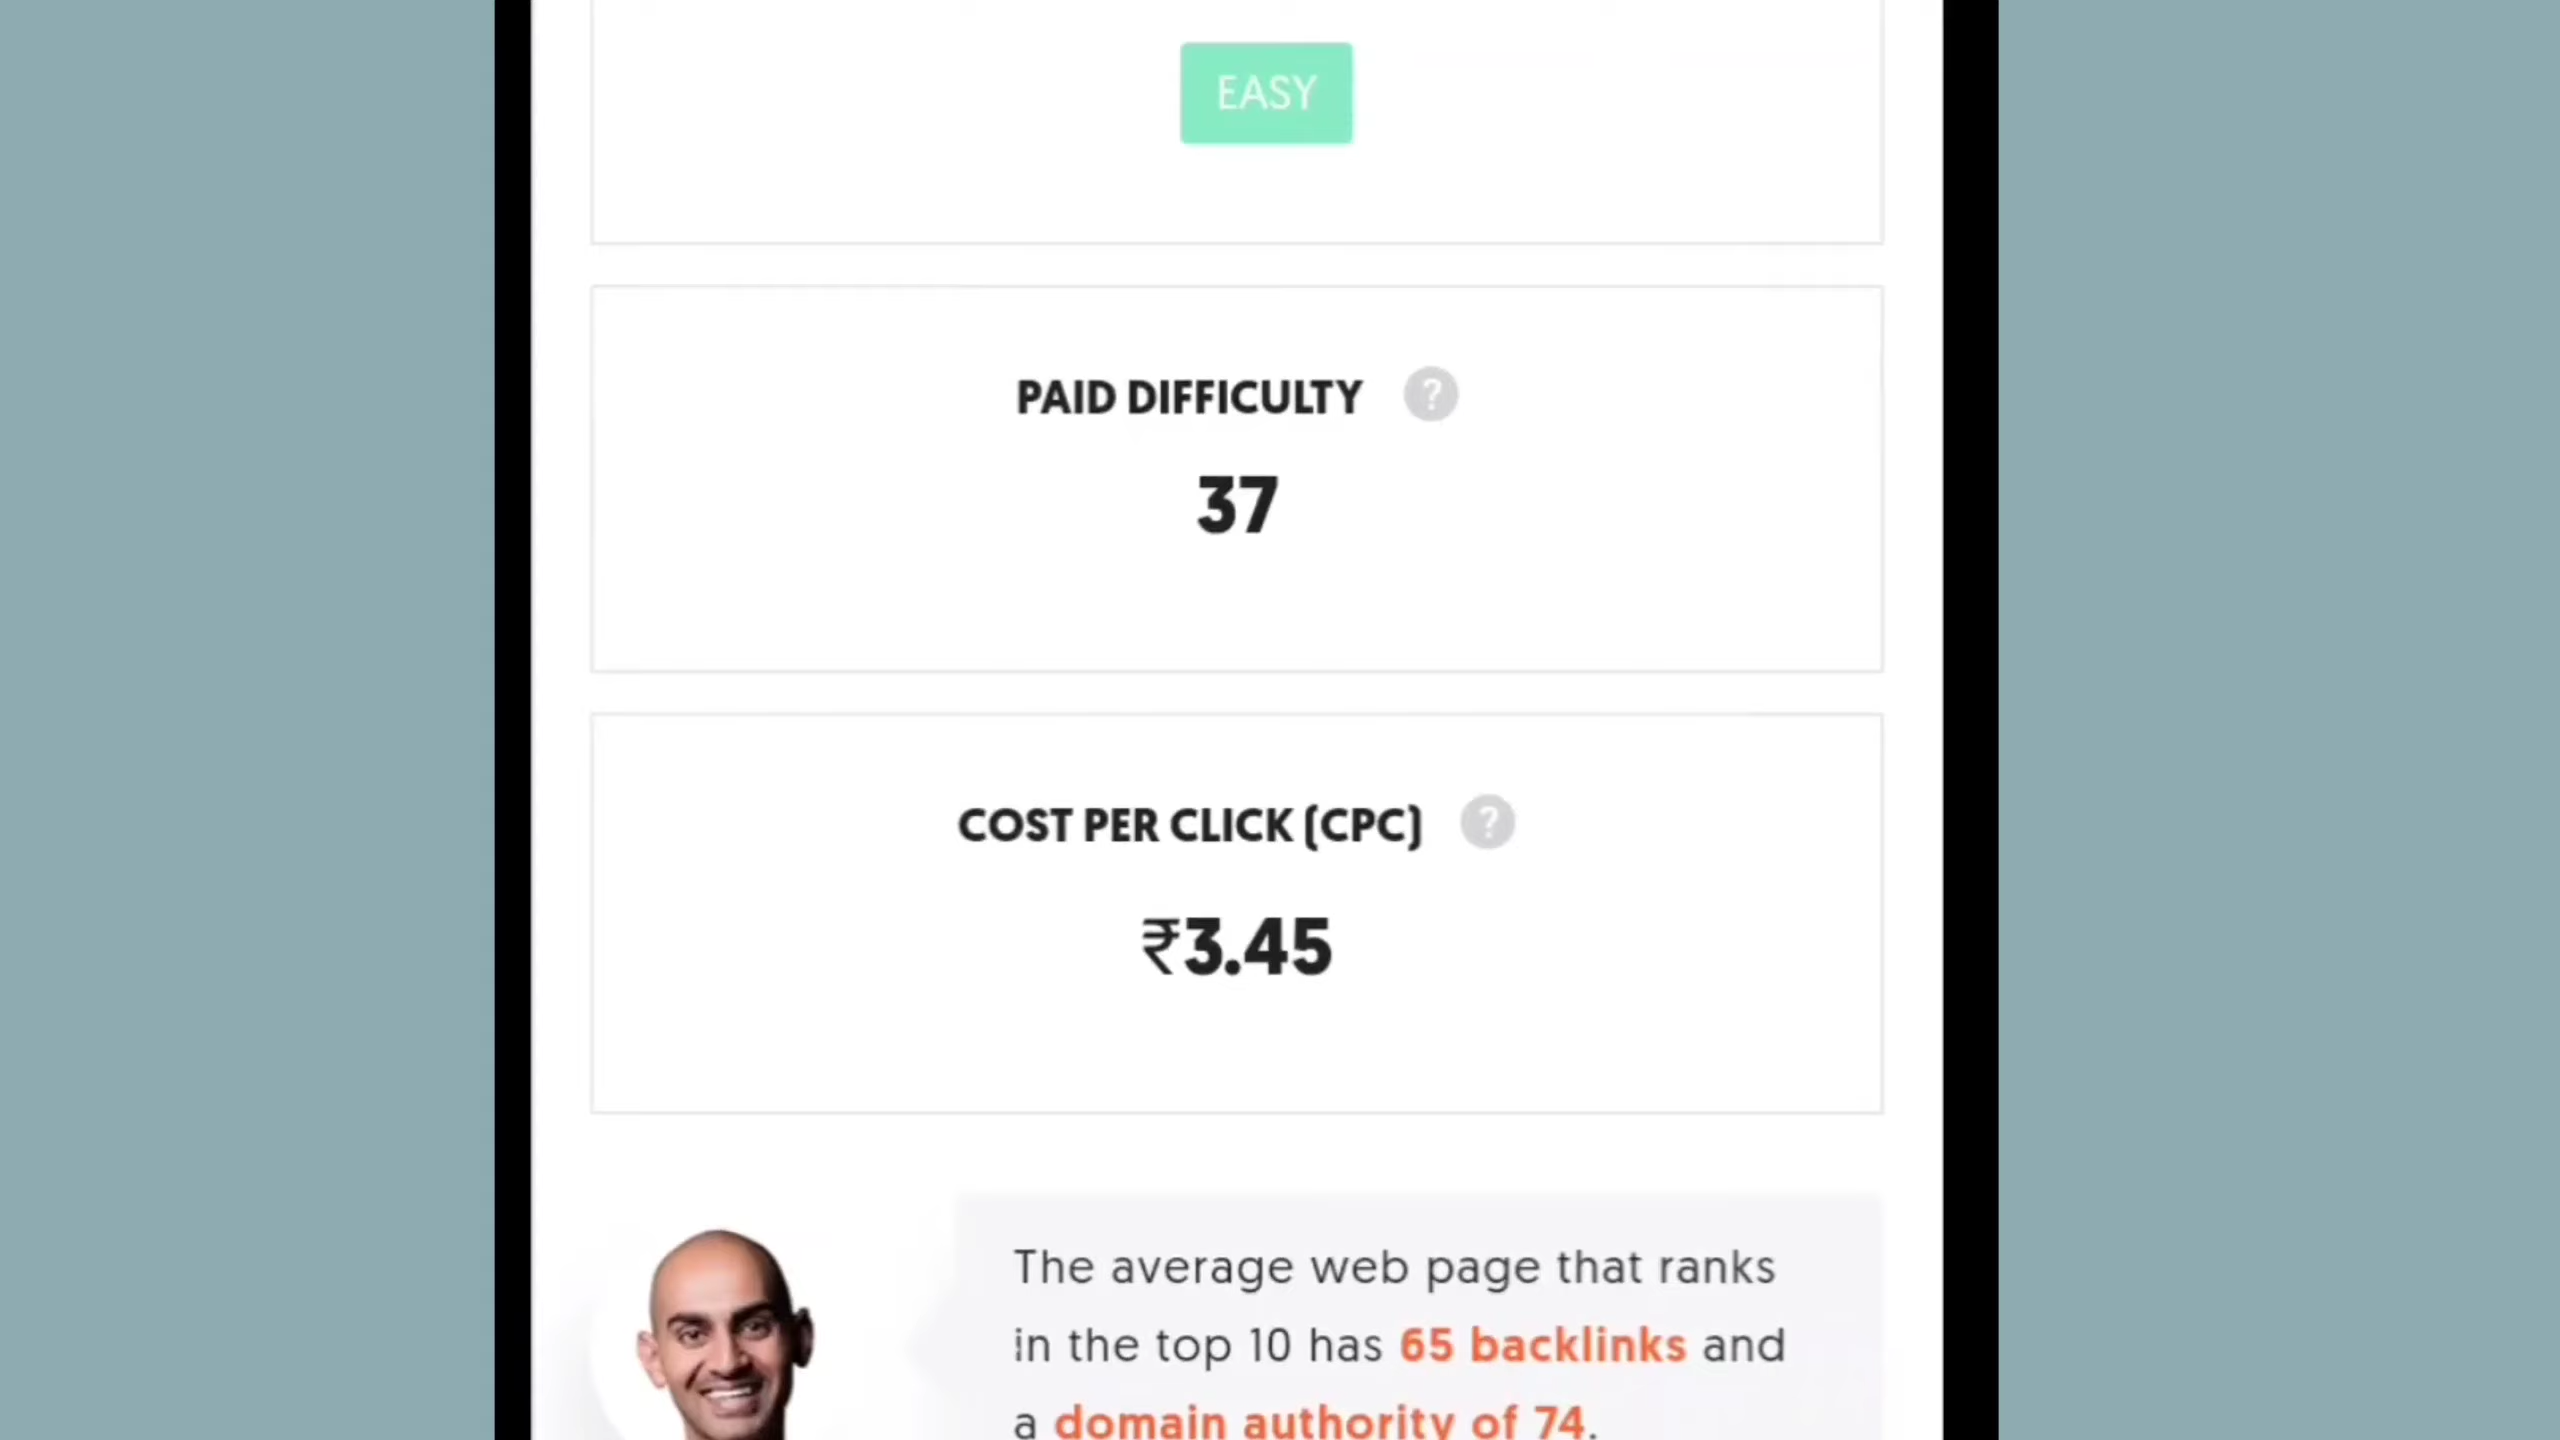 EASY
PAID DIFFICULTY ?
37
COST PER CLICK (CPC) ?
₹3.45
The average web page that ranks
in the top 10 has 65 backlinks and
a domain authority of 74.